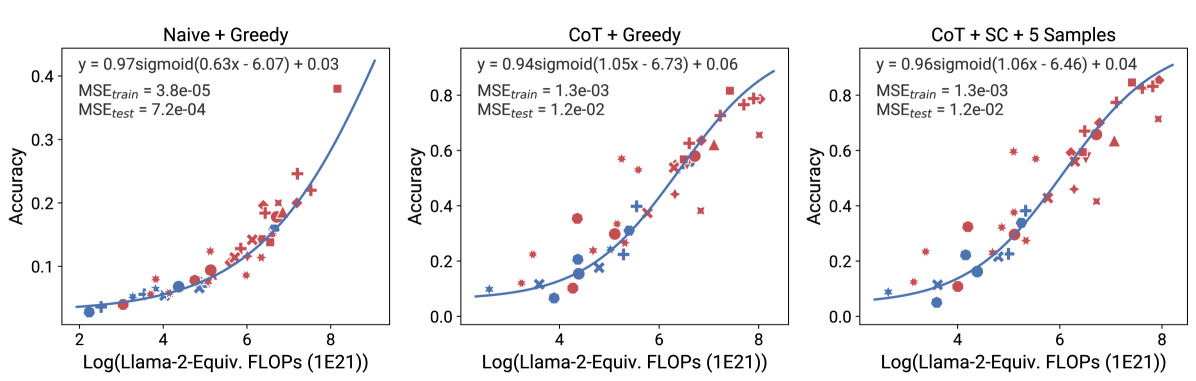 Naive + Greedy
y = 0.97sigmoid(0.63x - 6.07) + 0.03
MSEtrain = 3.8e-05
MSEtest = 7.2e-04
Accuracy
0.4
0.3
0.2
0.1
2 4 6 8
Log(Llama-2-Equiv. FLOPs (1E21))
CoT + Greedy
y = 0.94sigmoid(1.05x - 6.73) + 0.06
MSEtrain = 1.3e-03
MSEtest = 1.2e-02
Accuracy
0.8
0.6
0.4
0.2
0.0
4 6 8
Log(Llama-2-Equiv. FLOPs (1E21))
CoT + SC + 5 Samples
y = 0.96sigmoid(1.06x - 6.46) + 0.04
MSEtrain = 1.3e-03
MSEtest = 1.2e-02
Accuracy
0.8
0.6
0.4
0.2
0.0
4 6 8
Log(Llama-2-Equiv. FLOPs (1E21))